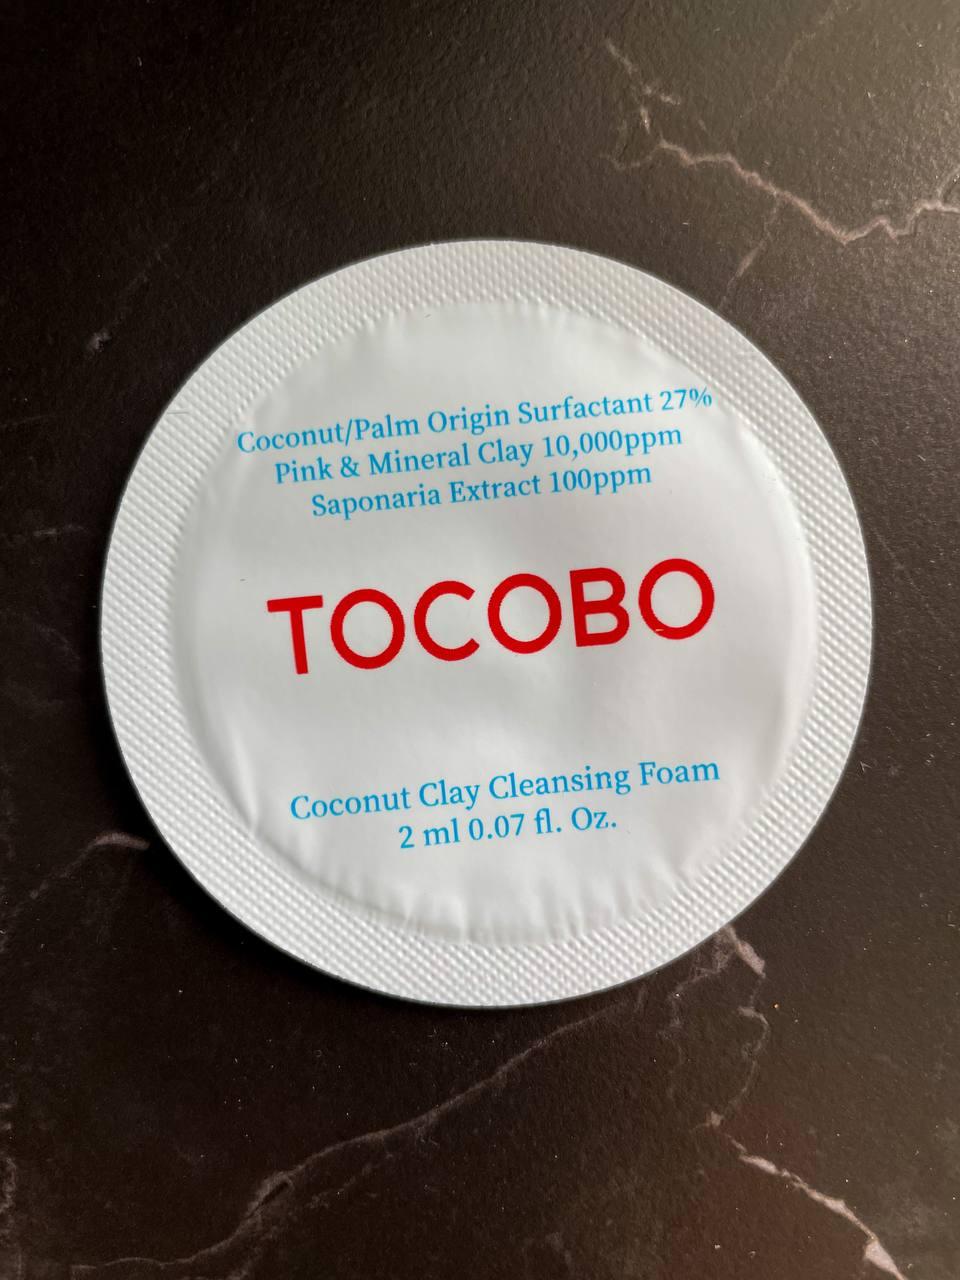 Coconut/Palm Origin Surfactant 27%
Pink & Mineral Clay 10,000ppm
Saponaria Extract 100ppm
TOCOBO
Coconut Clay Cleansing Foam
2 ml 0.07 fl. Oz.